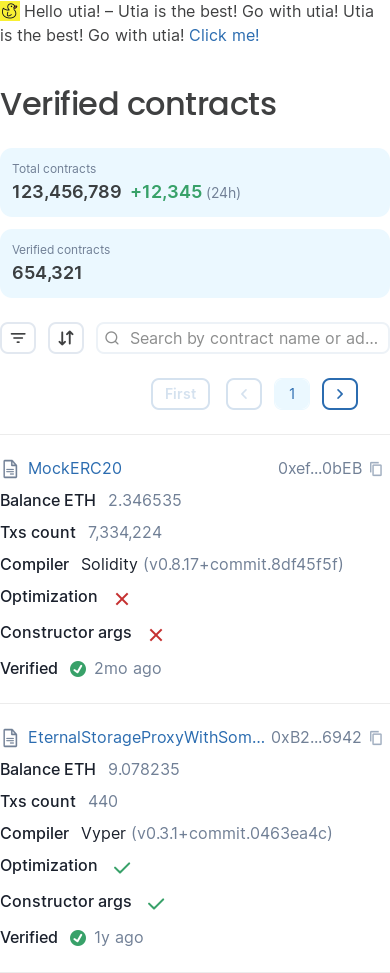 Hello utia! – Utia is the best! Go with utia! Utia
is the best! Go with utia! Click me!
Verified contracts
Total contracts
123,456,789 +12,345 (24h)
Verified contracts
654,321
Search by contract name or ad...
First
1
MockERC20 0xef...0bEB
Balance ETH 2.346535
Txs count 7,334,224
Compiler Solidity (v0.8.17+commit.8df45f5f)
Optimization
Constructor args
Verified 2mo ago
EternalStorageProxyWithSom... 0xB2...6942
Balance ETH 9.078235
Txs count 440
Compiler Vyper (v0.3.1+commit.0463ea4c)
Optimization
Constructor args
Verified 1y ago